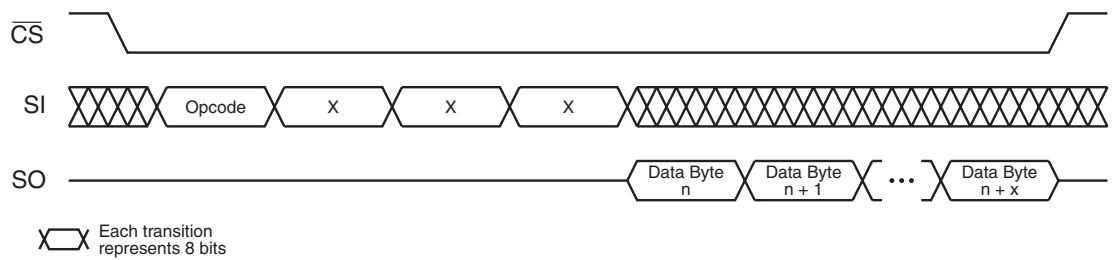 CS
SI
Opcode
X
X
X
SO
Data Byte
n
Data Byte
n + 1
•••
Data Byte
n + x
Each transition
represents 8 bits